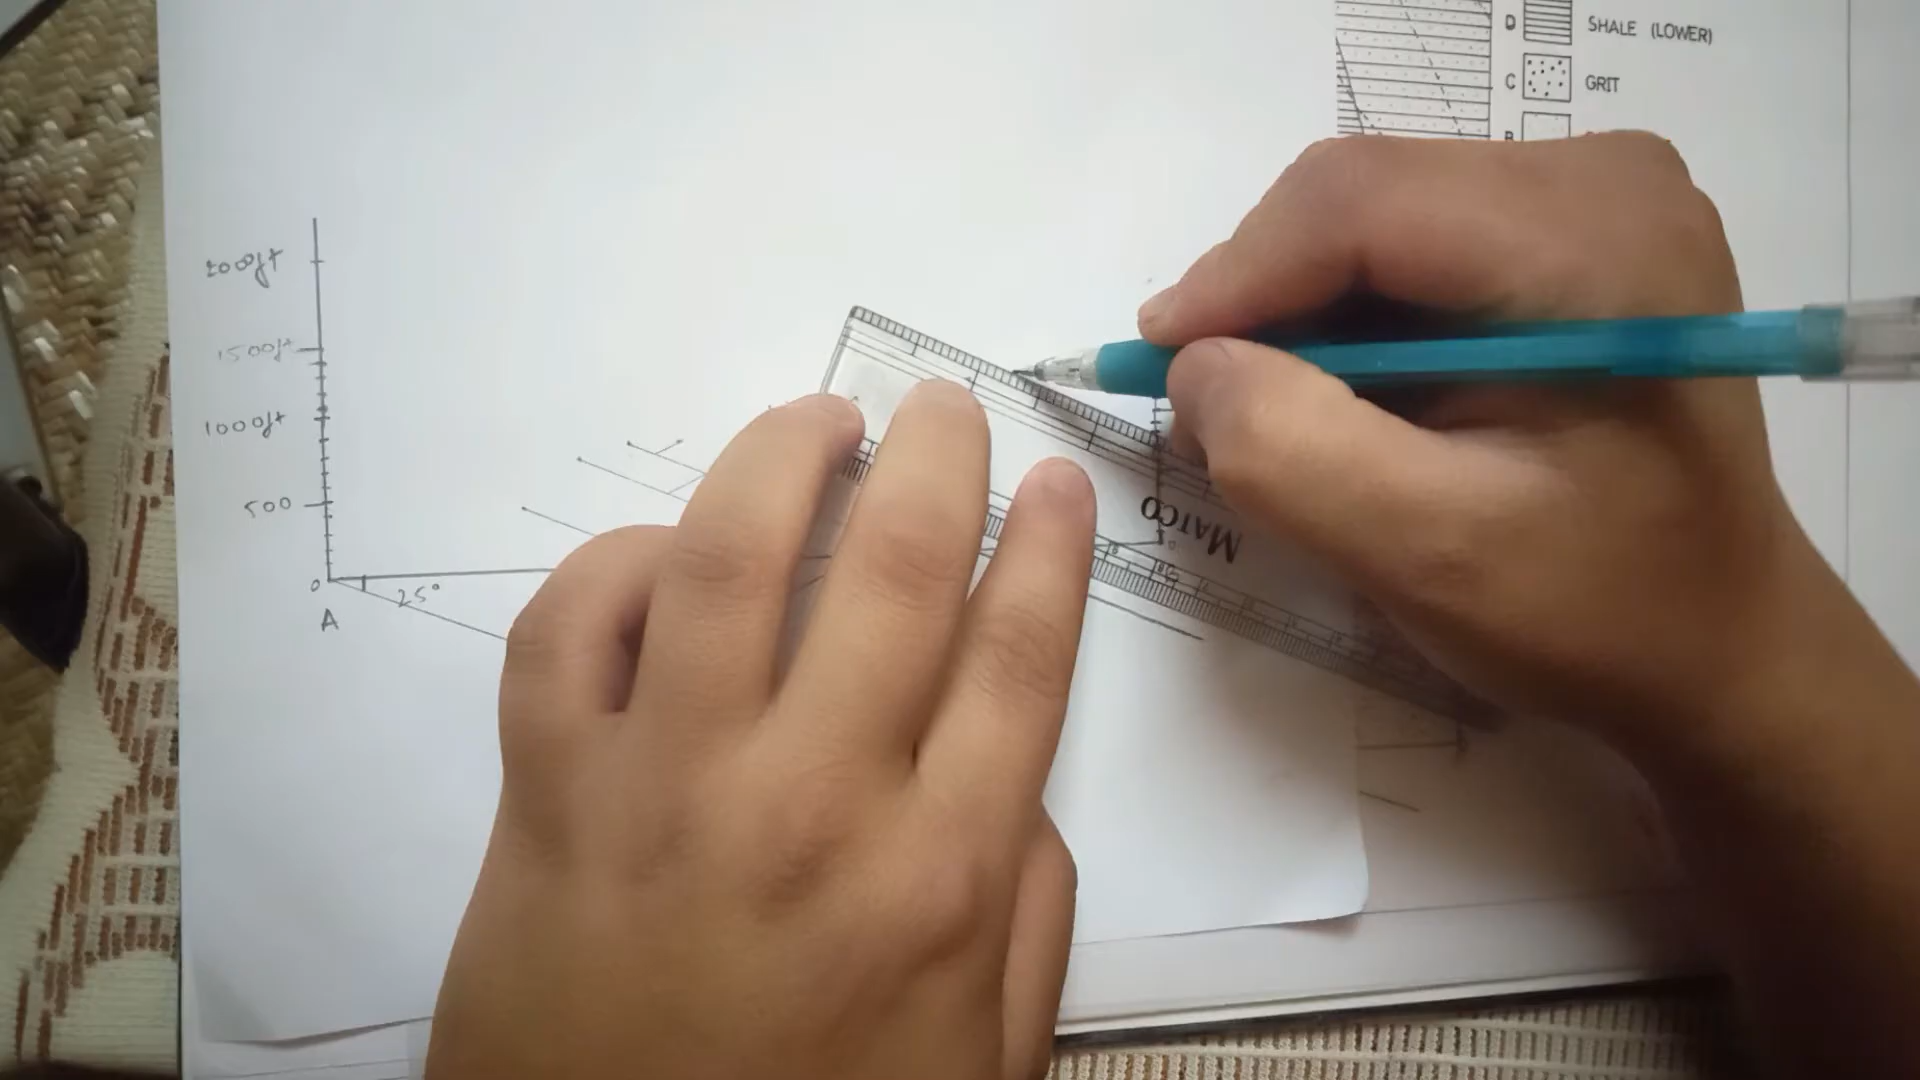 D SHALE (LOWER)
C GRIT
B
2000ft
1500ft
1000ft
500
0
A
25°
MATCO